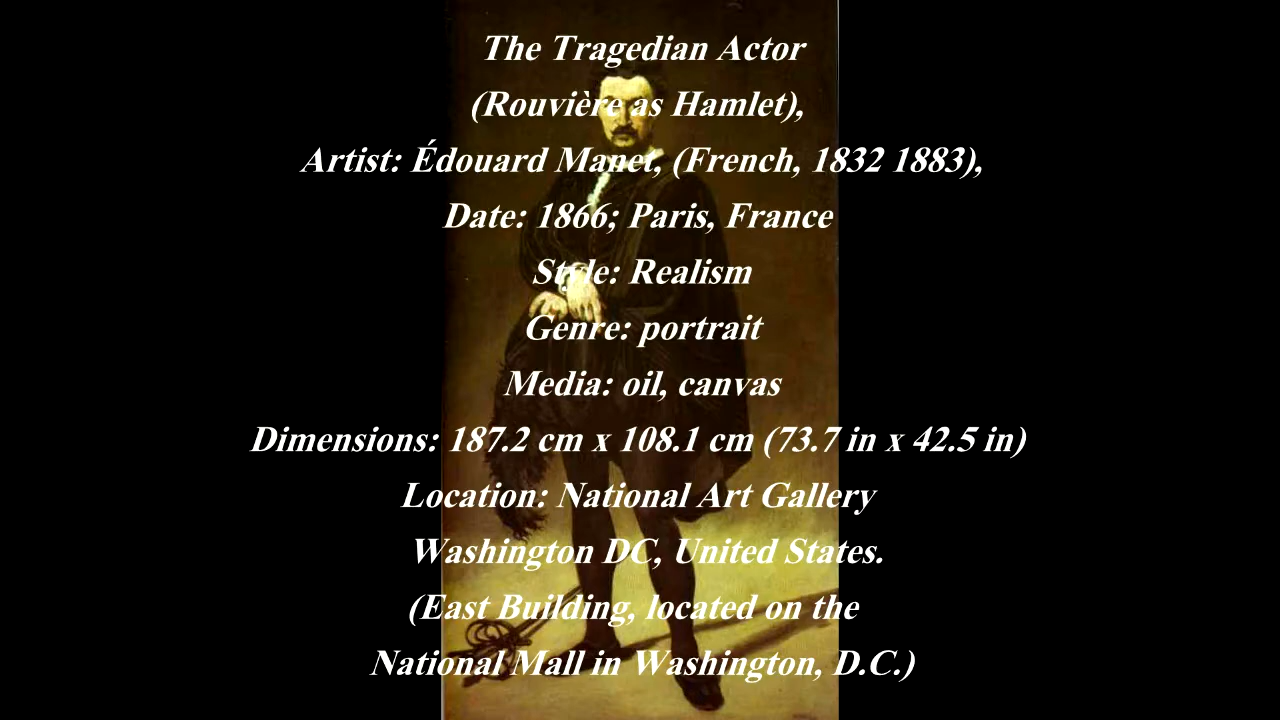 The Tragedian Actor
(Rouvière as Hamlet),
Artist: Édouard Manet, (French, 1832 1883),
Date: 1866; Paris, France
Style: Realism
Genre: portrait
Media: oil, canvas
Dimensions: 187.2 cm x 108.1 cm (73.7 in x 42.5 in)
Location: National Art Gallery
Washington DC, United States.
(East Building, located on the
National Mall in Washington, D.C.)